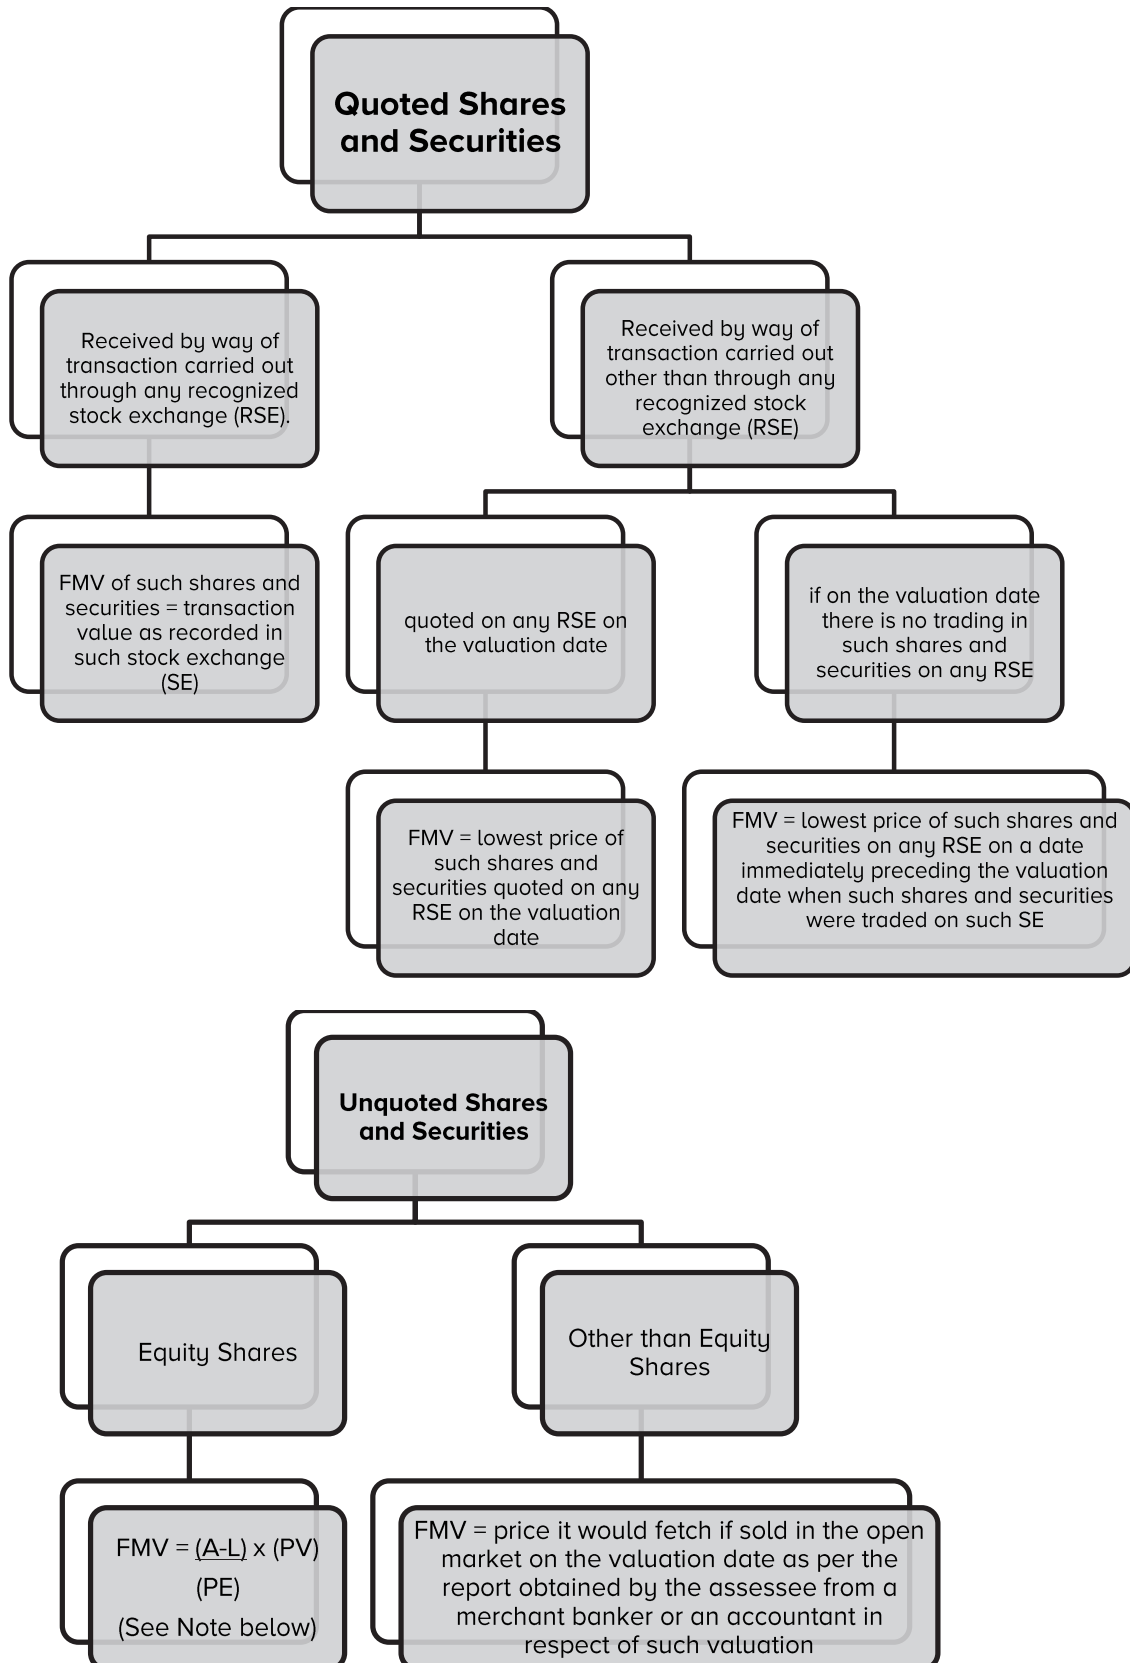 Quoted Shares
and Securities
Received by way of
transaction carried out
through any recognized
stock exchange (RSE).
Received by way of
transaction carried out
other than through any
recognized stock
exchange (RSE)
FMV of such shares and
securities = transaction
value as recorded in
such stock exchange
(SE)
quoted on any RSE on
the valuation date
if on the valuation date
there is no trading in
such shares and
securities on any RSE
FMV = lowest price of
such shares and
securities quoted on any
RSE on the valuation
date
FMV = lowest price of such shares and
securities on any RSE on a date
immediately preceding the valuation
date when such shares and securities
were traded on such SE
Unquoted Shares
and Securities
Equity Shares
Other than Equity
Shares
FMV = (A-L) x (PV)
(PE)
(See Note below)
FMV = price it would fetch if sold in the open
market on the valuation date as per the
report obtained by the assessee from a
merchant banker or an accountant in
respect of such valuation